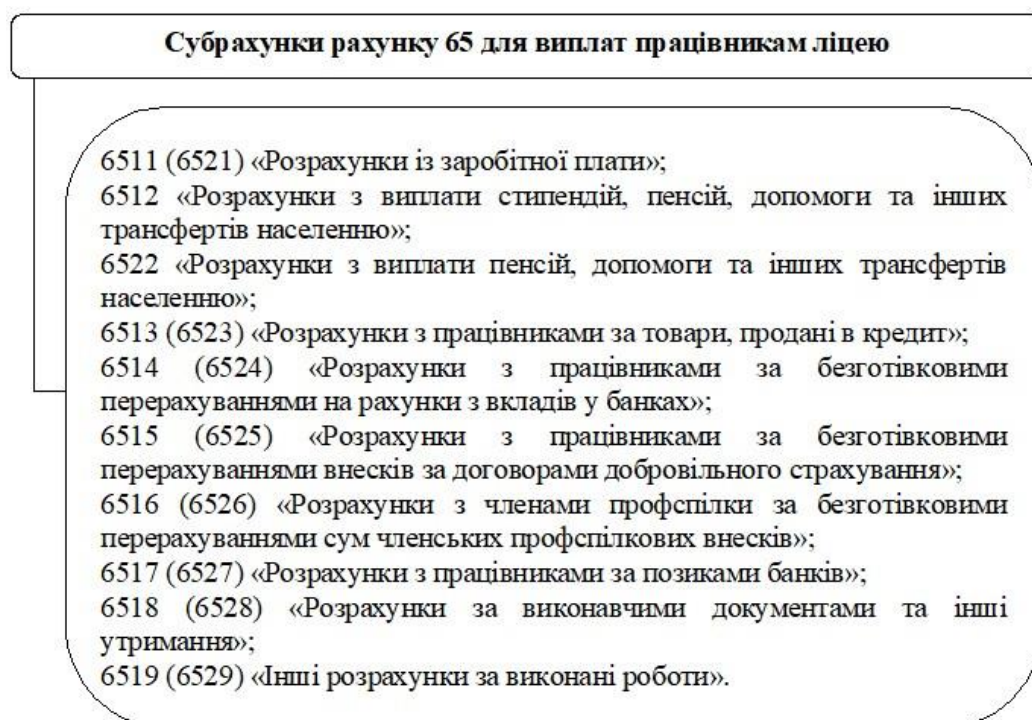 Субрахунки рахунку 65 для виплат працівникам ліцею
6511 (6521) «Розрахунки із заробітної плати»;
6512 «Розрахунки з виплати стипендій, пенсій, допомоги та інших
трансфертів населенню»;
6522 «Розрахунки з виплати пенсій, допомоги та інших трансфертів
населенню»;
6513 (6523) «Розрахунки з працівниками за товари, продані в кредит»;
6514 (6524) «Розрахунки з працівниками за безготівковими
перерахуваннями на рахунки з вкладів у банках»;
6515 (6525) «Розрахунки з працівниками за безготівковими
перерахуваннями внесків за договорами добровільного страхування»;
6516 (6526) «Розрахунки з членами профспілки за безготівковими
перерахуваннями сум членських профспілкових внесків»;
6517 (6527) «Розрахунки з працівниками за позиками банків»;
6518 (6528) «Розрахунки за виконавчими документами та інші
утримання»;
6519 (6529) «Інші розрахунки за виконані роботи».